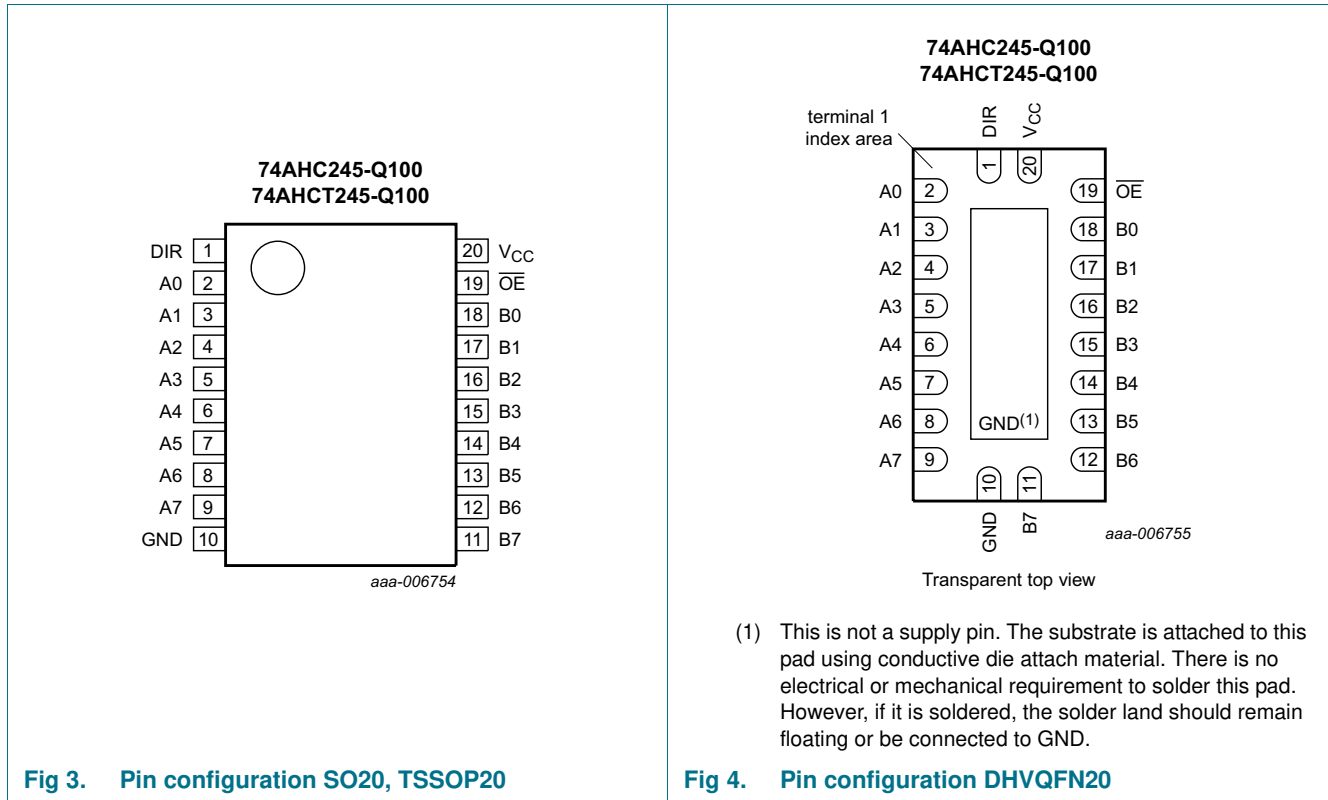 74AHC245-Q100
74AHCT245-Q100
DIR 1
A0 2
A1 3
A2 4
A3 5
A4 6
A5 7
A6 8
A7 9
GND 10
20 VCC
19 OE
18 B0
17 B1
16 B2
15 B3
14 B4
13 B5
12 B6
11 B7
aaa-006754
Fig 3. Pin configuration SO20, TSSOP20
74AHC245-Q100
74AHCT245-Q100
terminal 1
index area
DIR
VCC
1
20
A0 2
A1 3
A2 4
A3 5
A4 6
A5 7
A6 8
A7 9
19 OE
18 B0
17 B1
16 B2
15 B3
14 B4
13 B5
12 B6
GND(1)
10
11
GND
B7
aaa-006755
Transparent top view
(1) This is not a supply pin. The substrate is attached to this
pad using conductive die attach material. There is no
electrical or mechanical requirement to solder this pad.
However, if it is soldered, the solder land should remain
floating or be connected to GND.
Fig 4. Pin configuration DHVQFN20